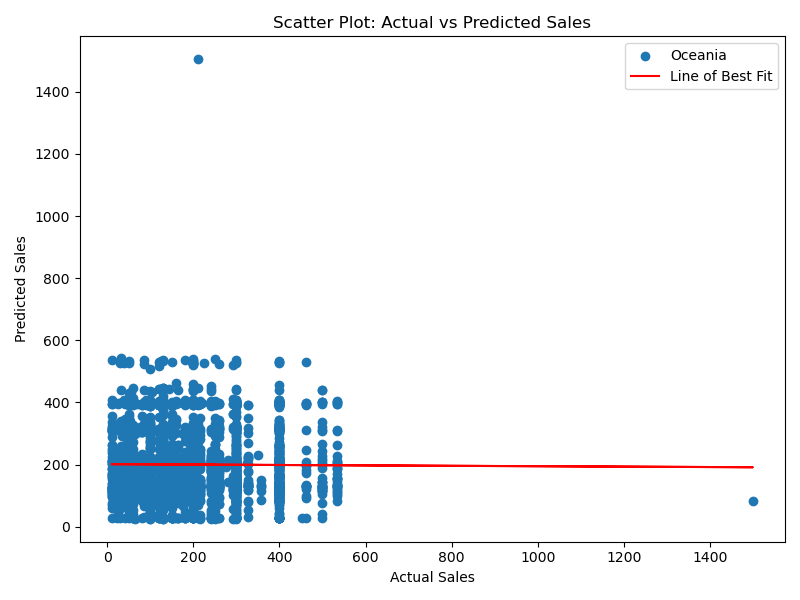 Scatter Plot: Actual vs Predicted Sales
Oceania
Line of Best Fit
Predicted Sales
1400
1200
1000
800
600
400
200
0
0 200 400 600 800 1000 1200 1400
Actual Sales